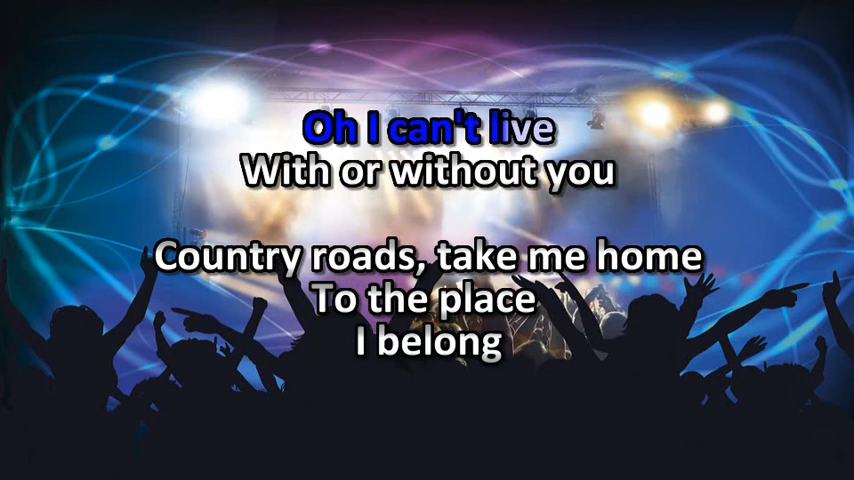 Oh I can't live
With or without you
Country roads, take me home
To the place
I belong